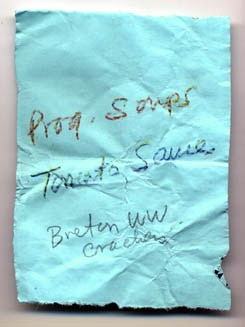 Prog. Soups
Tomato Sauce
Breton WW
crackers